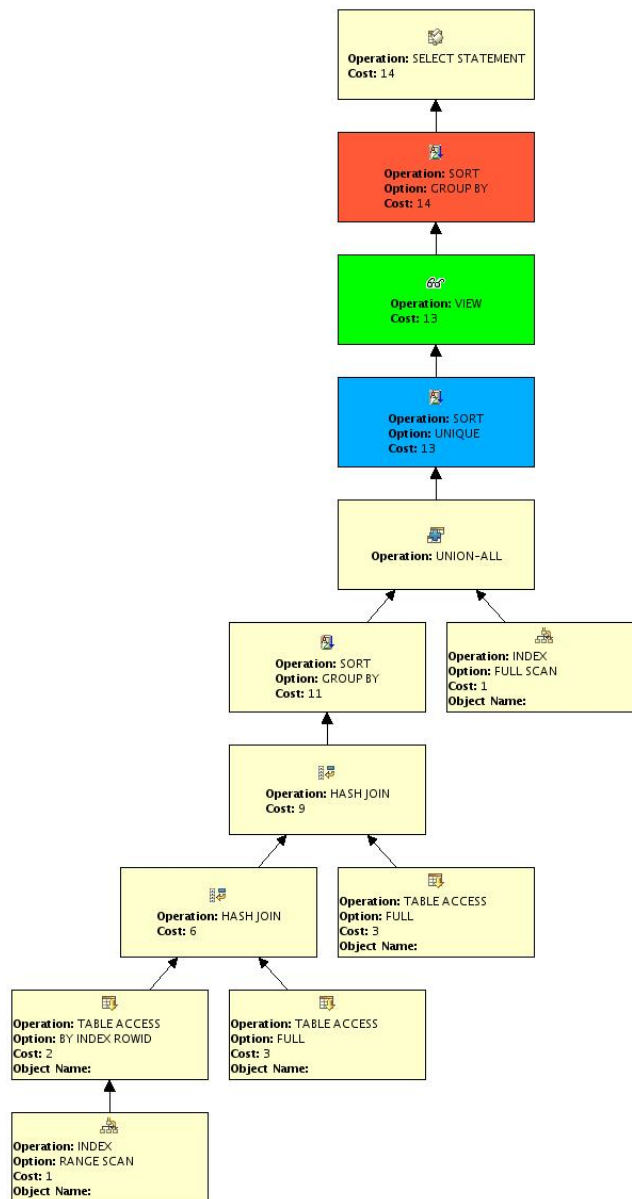 Operation: SELECT STATEMENT
Cost: 14
Operation: SORT
Option: GROUP BY
Cost: 14
Operation: VIEW
Cost: 13
Operation: SORT
Option: UNIQUE
Cost: 13
Operation: UNION-ALL
Operation: SORT
Option: GROUP BY
Cost: 11
Operation: INDEX
Option: FULL SCAN
Cost: 1
Object Name:
Operation: HASH JOIN
Cost: 9
Operation: HASH JOIN
Cost: 6
Operation: TABLE ACCESS
Option: FULL
Cost: 3
Object Name:
Operation: TABLE ACCESS
Option: BY INDEX ROWID
Cost: 2
Object Name:
Operation: TABLE ACCESS
Option: FULL
Cost: 3
Object Name:
Operation: INDEX
Option: RANGE SCAN
Cost: 1
Object Name: